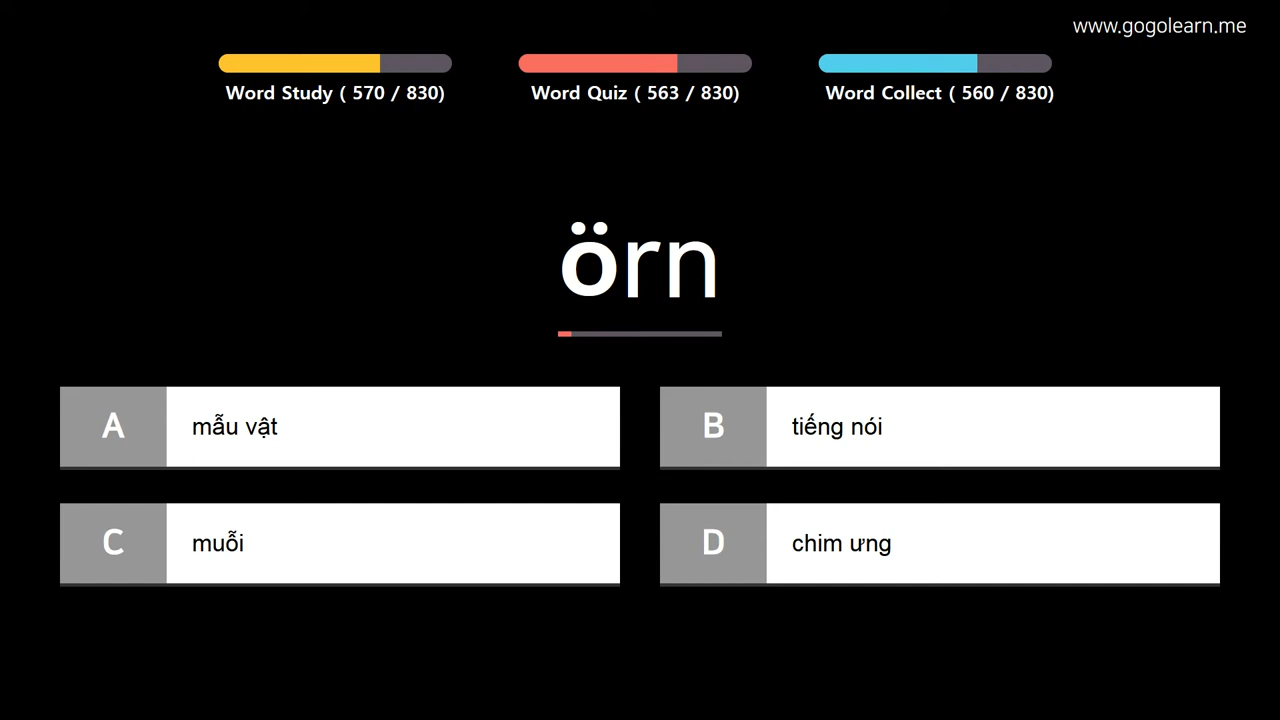 www.gogolearn.me
Word Study ( 570 / 830)
Word Quiz ( 563 / 830)
Word Collect ( 560 / 830)
örn
A
mẫu vật
B
tiếng nói
C
muỗi
D
chim ưng